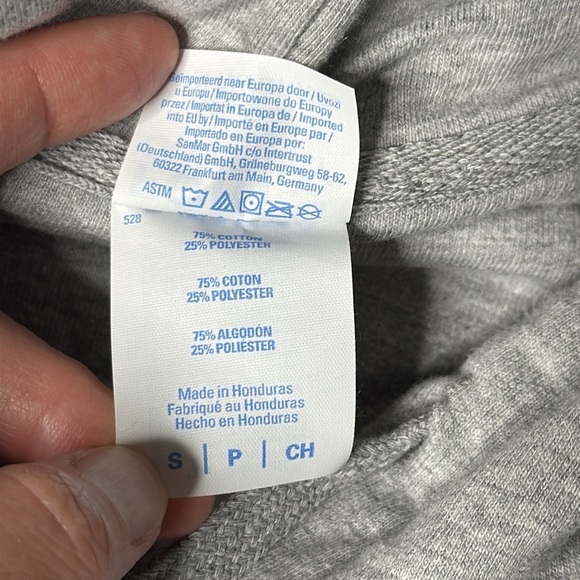 Geïmporteerd naar Europa door / Uvozi
u Europu / Importowane do Europy
przez / Importat in Europa de / Imported
into EU by / Importé en Europe par /
Importado en Europa por:
SanMar GmbH c/o Intertrust
(Deutschland) GmbH, Grüneburgweg 58-62,
60322 Frankfurt am Main, Germany
ASTM
528
75% COTTON
25% POLYESTER
75% COTON
25% POLYESTER
75% ALGODÓN
25% POLIÉSTER
Made in Honduras
Fabriqué au Honduras
Hecho en Honduras
S | P | CH